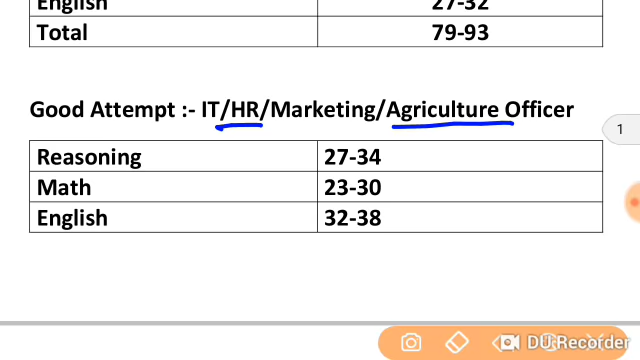 English 27-32
Total 79-93
Good Attempt :- IT/HR/Marketing/Agriculture Officer
Reasoning 27-34
Math 23-30
English 32-38
1
DU Recorder